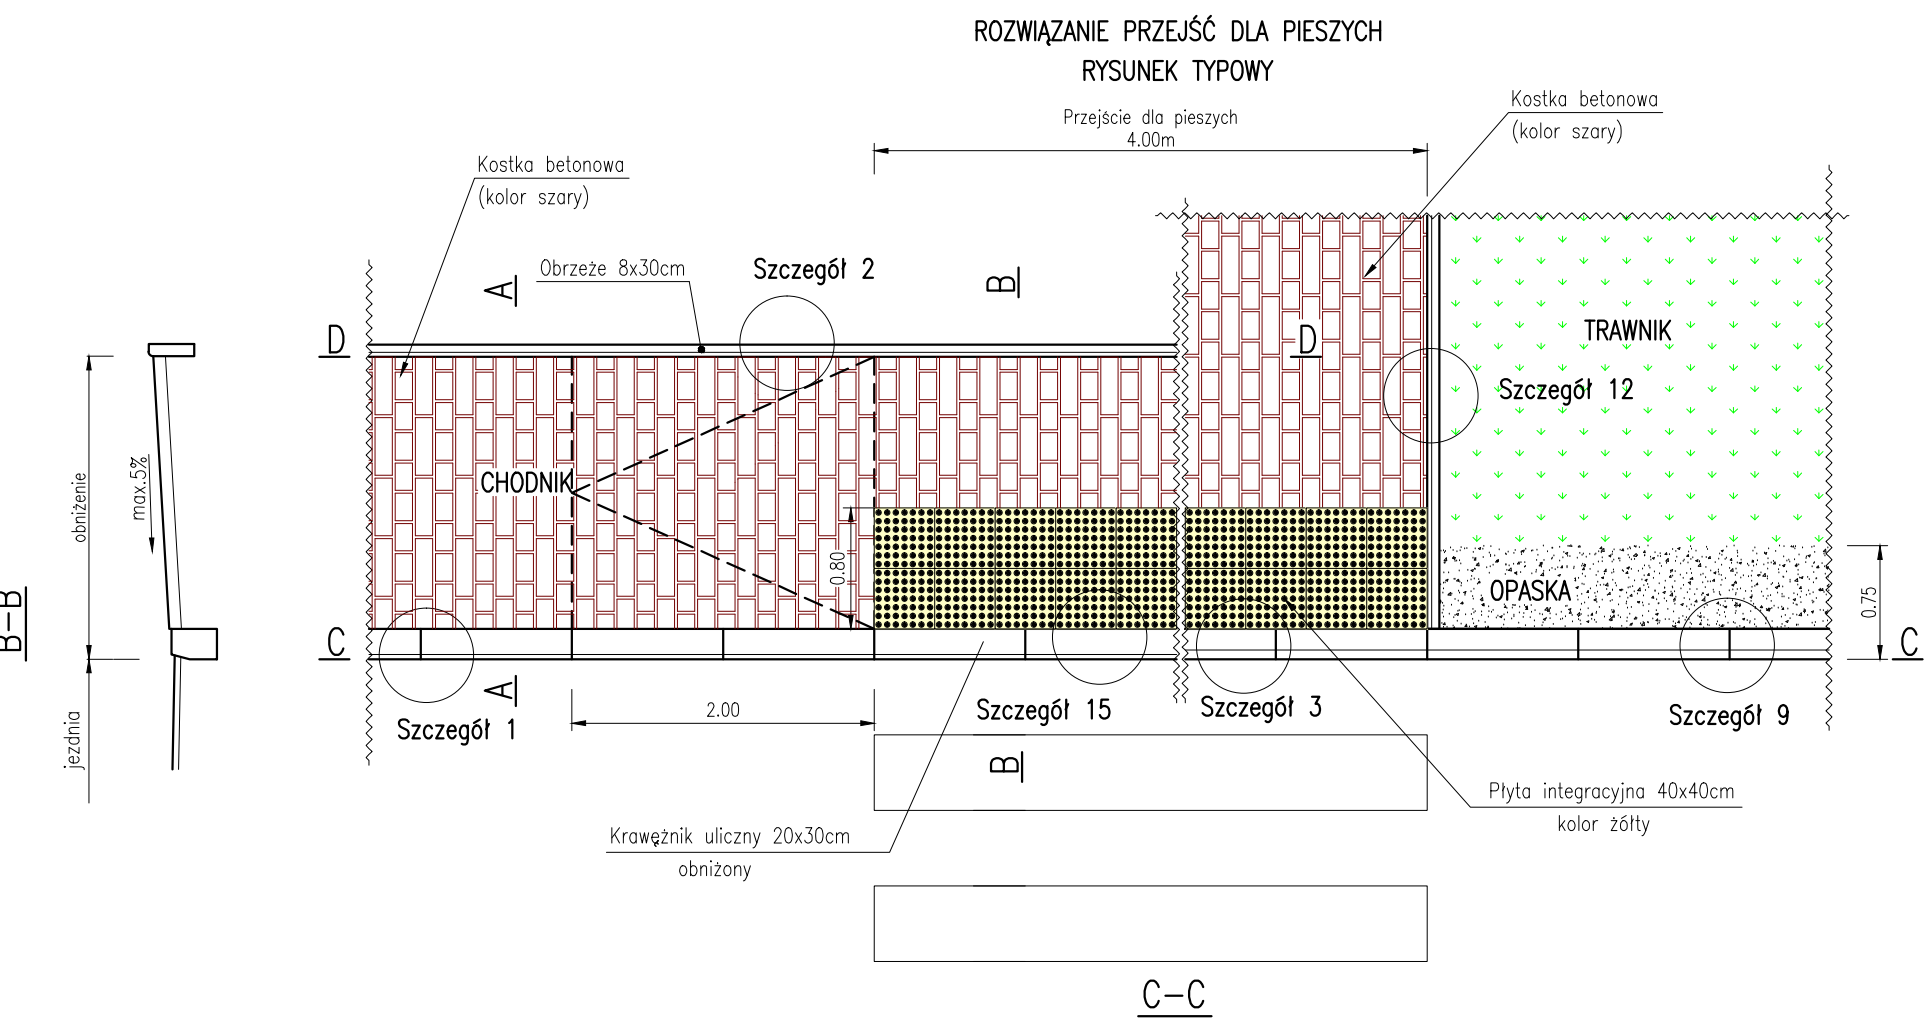 ROZWIĄZANIE PRZEJŚĆ DLA PIESZYCH
RYSUNEK TYPOWY
Przejście dla pieszych
4.00m
Kostka betonowa
(kolor szary)
Kostka betonowa
(kolor szary)
Obrzeże 8x30cm
Szczegół 2
A
B
D
D
TRAWNIK
Szczegół 12
CHODNIK
obniżenie
max.5%
0.80
OPASKA
0.75
B-B
C
C
A
Szczegół 1
2.00
Szczegół 15
Szczegół 3
Szczegół 9
jezdnia
B
Płyta integracyjna 40x40cm
kolor żółty
Krawężnik uliczny 20x30cm
obniżony
C-C